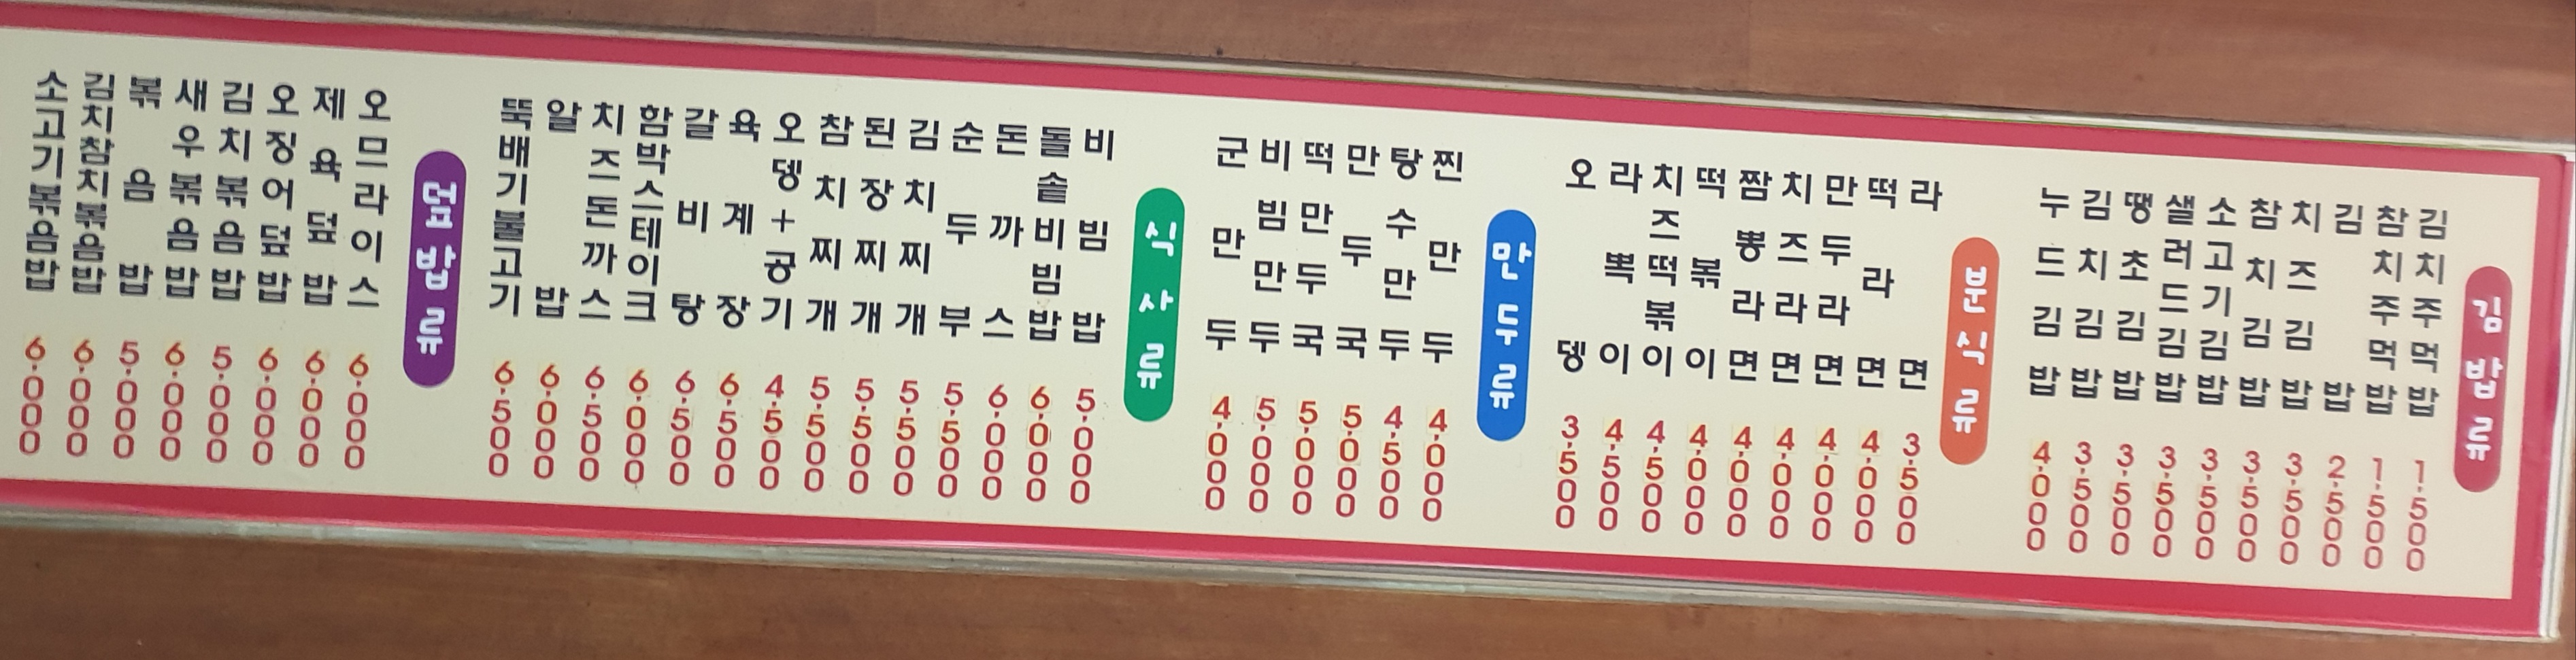 김밥류
김치주먹밥 1,500
참치주먹밥 1,500
김밥 2,500
치즈김밥 3,500
참치김밥 3,500
소고기김밥 3,500
샐러드김밥 3,500
땡초김밥 3,500
김치김밥 3,500
누드김밥 4,000
분식류
라면 3,500
떡라면 4,000
만두라면 4,000
치즈라면 4,000
짬뽕라면 4,000
떡볶이 4,000
치즈떡볶이 4,500
라뽁이 4,500
오뎅 3,500
만두류
찐만두 4,000
탕수만두 4,500
만두국 5,000
떡만두국 5,000
비빔만두 5,000
군만두 4,000
식사류
비빔밥 5,000
돌솥비빔밥 6,000
돈까스 6,000
순두부 5,500
김치찌개 5,500
된장찌개 5,500
참치찌개 5,500
오뎅+공기 4,500
육계장 6,500
갈비탕 6,500
함박스테이크 6,000
치즈돈까스 6,500
알밥 6,000
뚝배기불고기 6,500
덮밥류
오므라이스 6,000
제육덮밥 6,000
오징어덮밥 6,000
김치볶음밥 5,000
새우볶음밥 6,000
볶음밥 5,000
김치참치볶음밥 6,000
소고기볶음밥 6,000